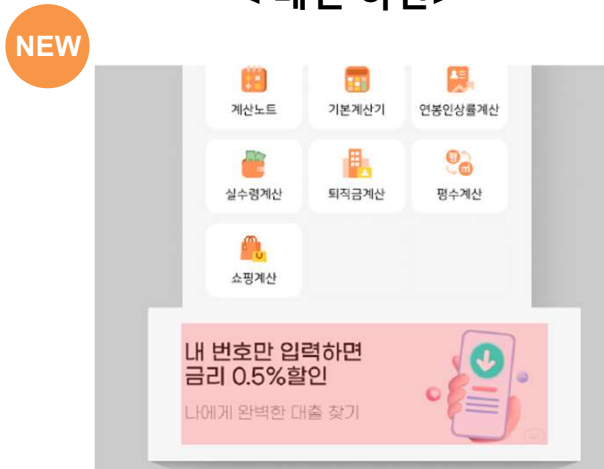 NEW
계산노트 기본계산기 연봉인상률계산
실수령계산 퇴직금계산 평수계산
쇼핑계산
내 번호만 입력하면
금리 0.5%할인
나에게 완벽한 대출 찾기